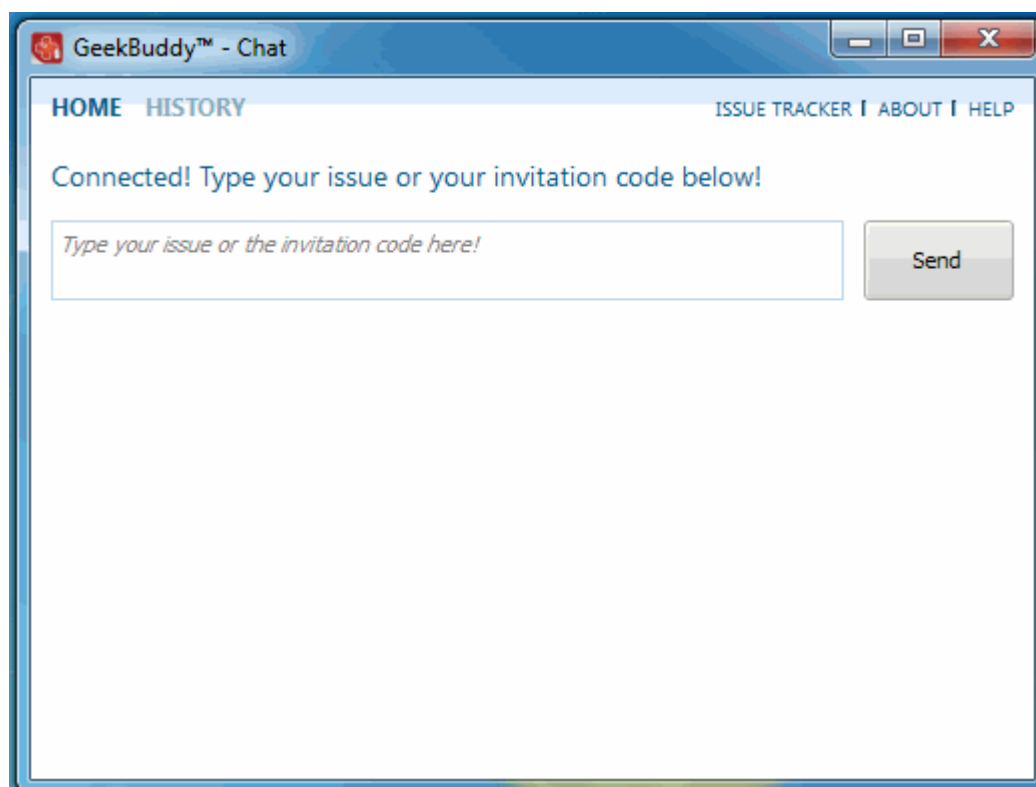 GeekBuddy™ - Chat
HOME HISTORY ISSUE TRACKER | ABOUT | HELP
Connected! Type your issue or your invitation code below!
Type your issue or the invitation code here!
Send